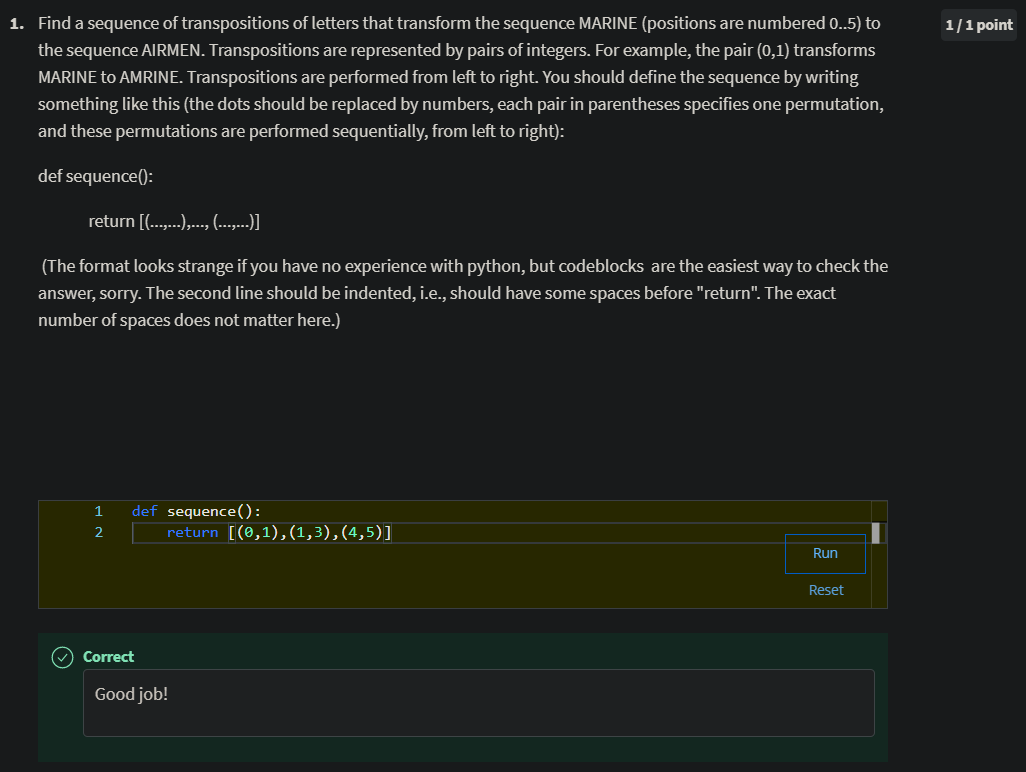 1. Find a sequence of transpositions of letters that transform the sequence MARINE (positions are numbered 0..5) to
1 / 1 point
the sequence AIRMEN. Transpositions are represented by pairs of integers. For example, the pair (0,1) transforms
MARINE to AMRINE. Transpositions are performed from left to right. You should define the sequence by writing
something like this (the dots should be replaced by numbers, each pair in parentheses specifies one permutation,
and these permutations are performed sequentially, from left to right):
def sequence():
return [(...,...),..., (...,...)]
(The format looks strange if you have no experience with python, but codeblocks are the easiest way to check the
answer, sorry. The second line should be indented, i.e., should have some spaces before "return". The exact
number of spaces does not matter here.)
1 def sequence():
2 return [(0,1),(1,3),(4,5)]
Run
Reset
Correct
Good job!